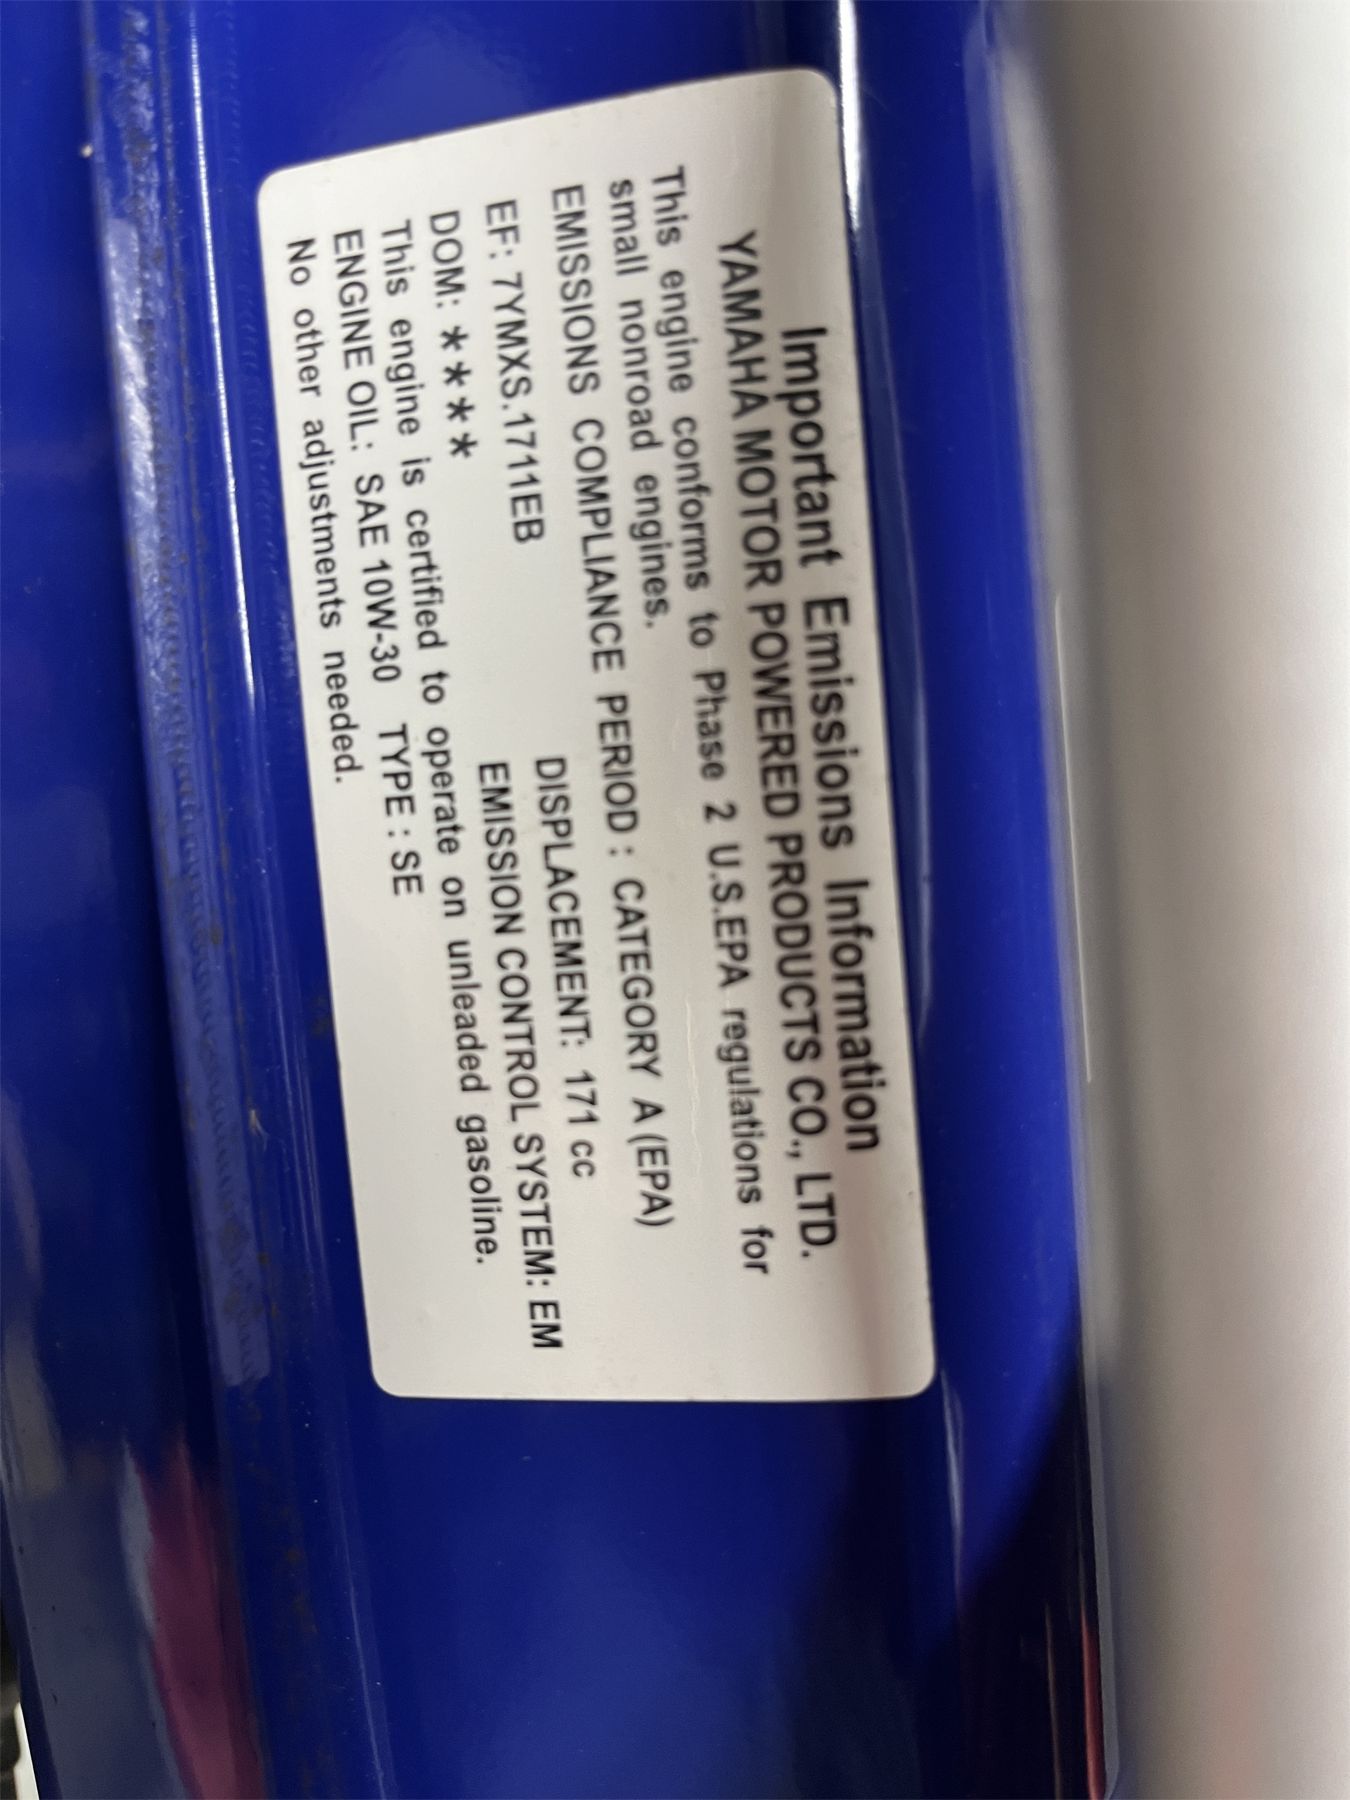 Important Emissions Information
YAMAHA MOTOR POWERED PRODUCTS CO., LTD.
This engine conforms to Phase 2 U.S.EPA regulations for
small nonroad engines.
EMISSIONS COMPLIANCE PERIOD : CATEGORY A (EPA)
EF: 7YMXS.1711EB DISPLACEMENT: 171 cc
DOM: **** EMISSION CONTROL SYSTEM: EM
This engine is certified to operate on unleaded gasoline.
ENGINE OIL: SAE 10W-30 TYPE : SE
No other adjustments needed.